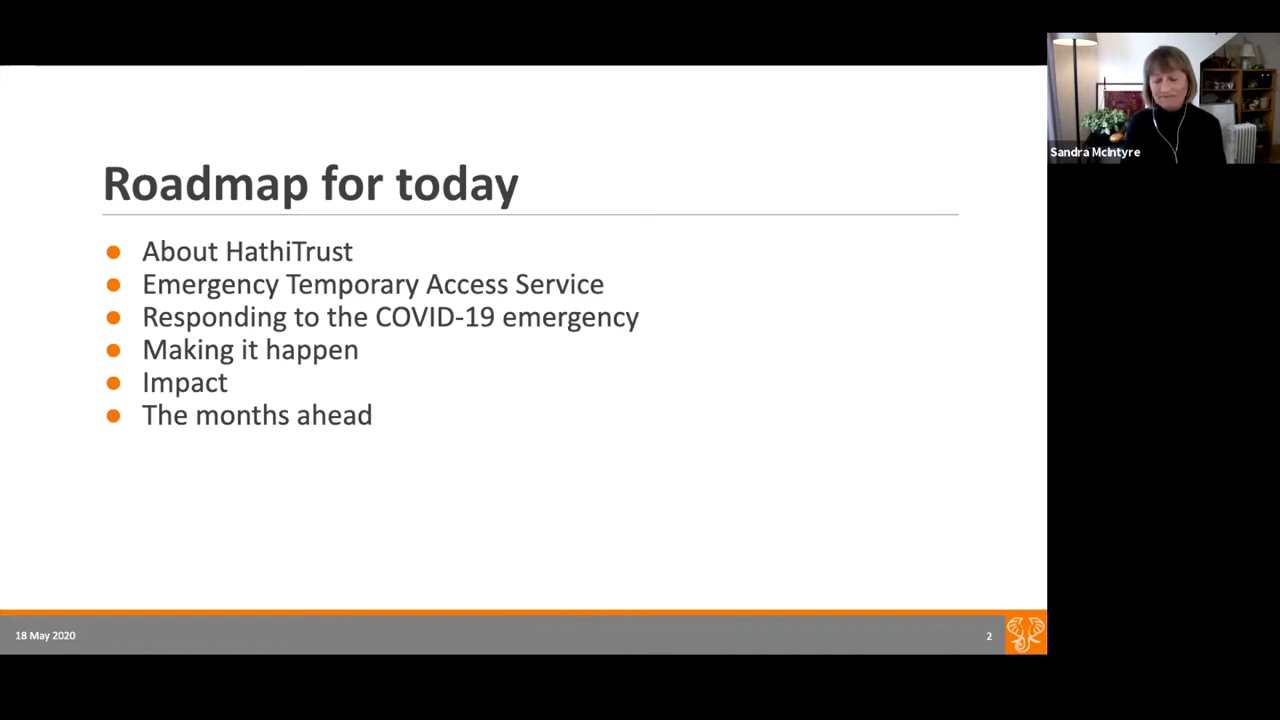 Roadmap for today
About HathiTrust
Emergency Temporary Access Service
Responding to the COVID-19 emergency
Making it happen
Impact
The months ahead
18 May 2020
2
Sandra McIntyre